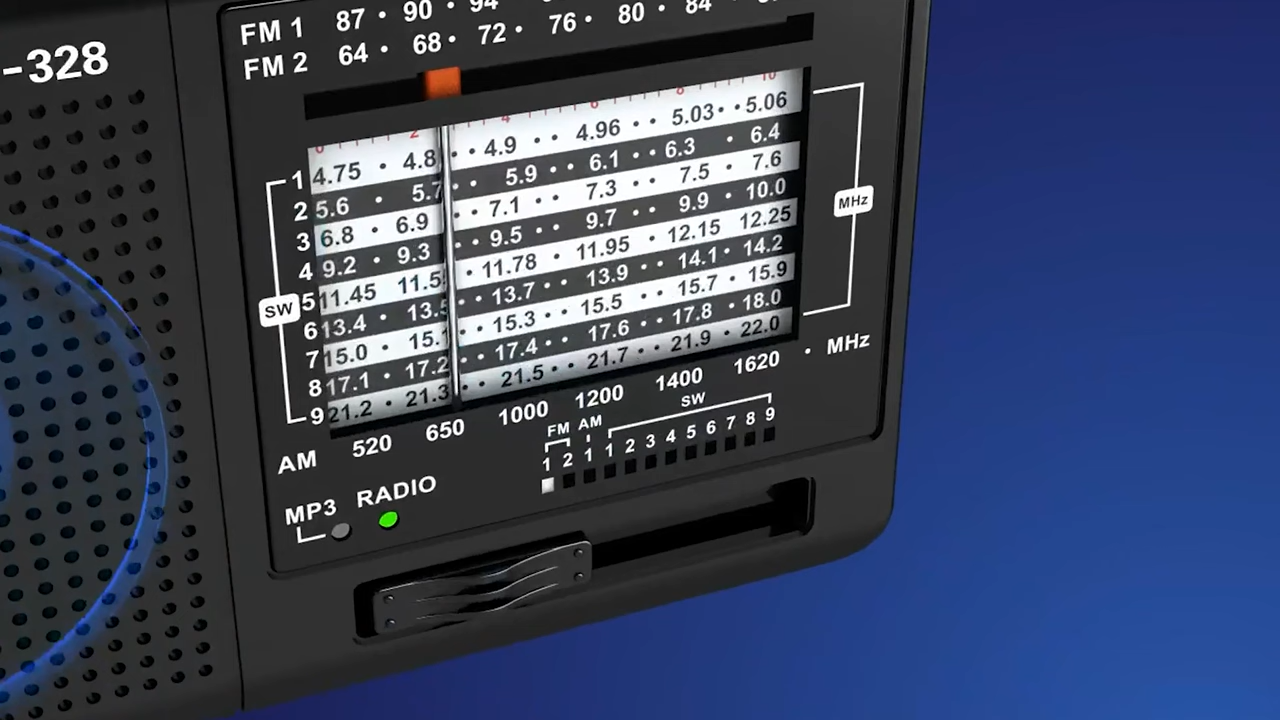 -328
FM 1 87 • 90 • 94
FM 2 64 • 68 • 72 • 76 • 80 • 84
0 2 4 6 8 10
1 4.75 • 4.8 • • 4.9 • • 4.96 • • 5.03 • • 5.06
2 5.6 • 5.7 • • 5.9 • • 6.1 • • 6.3 • 6.4
3 6.8 • 6.9 • • 7.1 • • 7.3 • • 7.5 • 7.6
4 9.2 • 9.3 • • 9.5 • • 9.7 • • 9.9 • 10.0
5 11.45 11.5 • 11.78 • • 11.95 • 12.15 12.25
6 13.4 • 13.5 • • 13.7 • • 13.9 • • 14.1 • 14.2
7 15.0 • 15.1 • • 15.3 • • 15.5 • • 15.7 • 15.9
8 17.1 • 17.2 • • 17.4 • • 17.6 • • 17.8 • 18.0
9 21.2 • 21.3 • • 21.5 • • 21.7 • • 21.9 • 22.0
SW
MHz
AM 520 650 1000 1200 1400 1620 • MHz
FM AM SW
1 2 1 1 2 3 4 5 6 7 8 9
MP3 RADIO